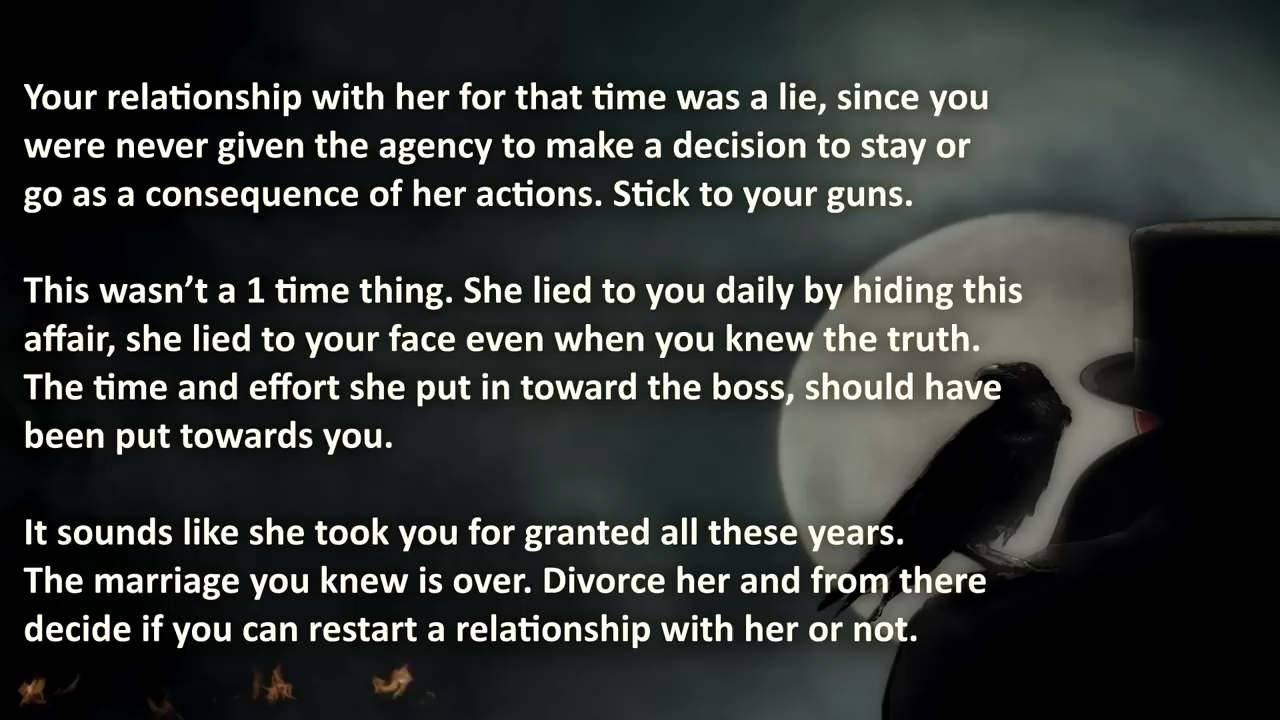 Your relationship with her for that time was a lie, since you
were never given the agency to make a decision to stay or
go as a consequence of her actions. Stick to your guns.
This wasn’t a 1 time thing. She lied to you daily by hiding this
affair, she lied to your face even when you knew the truth.
The time and effort she put in toward the boss, should have
been put towards you.
It sounds like she took you for granted all these years.
The marriage you knew is over. Divorce her and from there
decide if you can restart a relationship with her or not.